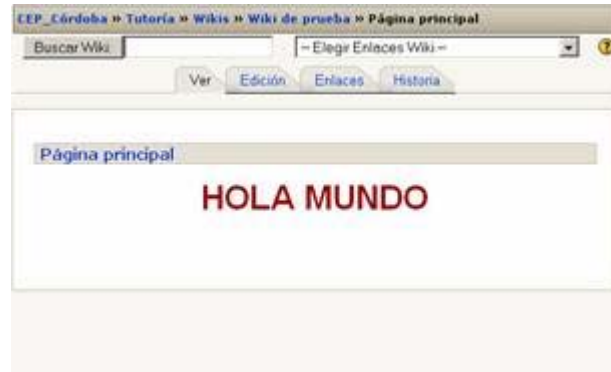 CEP_Córdoba » Tutoría » Wikis » Wiki de prueba » Página principal
Buscar Wiki -- Elegir Enlaces Wiki -- ?
Ver Edición Enlaces Historia
Página principal
HOLA MUNDO